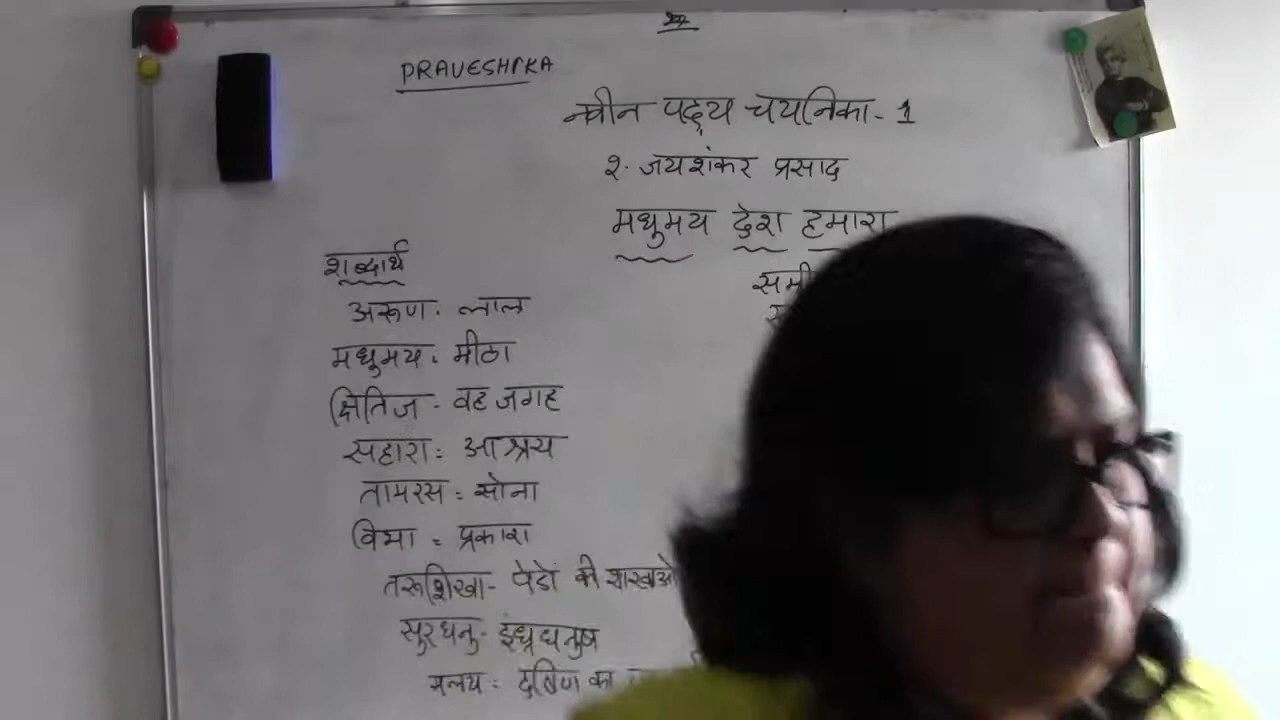 PRAVESHIKA
नवीन पद्य चयनिका - 1
२. जयशंकर प्रसाद
मधुमय देश हमारा
शब्दार्थ
अरूण - लाल
मधुमय - मीठा
क्षितिज - वह जगह
सहारा = आश्रय
तामरस = सोना
विभा = प्रकाश
तरूशिखा - पेडों की शाखाओं
सुरधनु - इंध्रधनुष
मलय = दक्षिण का